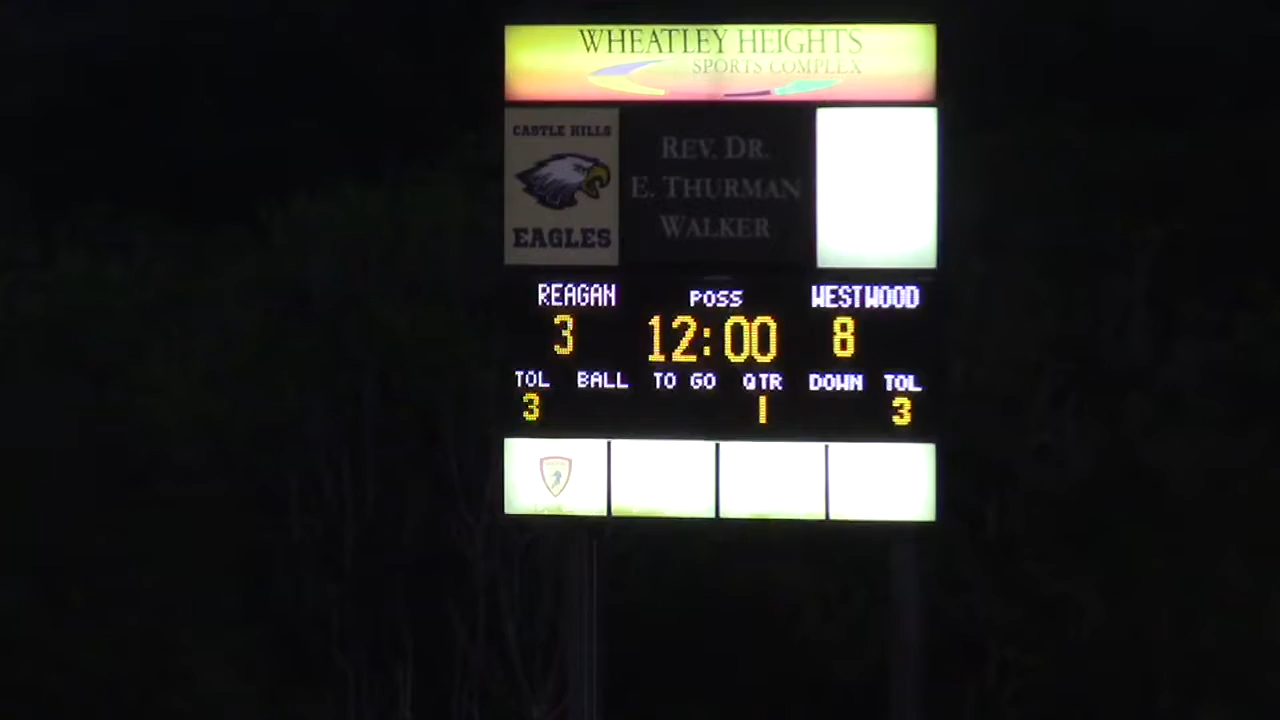 WHEATLEY HEIGHTS
SPORTS COMPLEX
CASTLE HILLS
EAGLES
REV. DR.
E. THURMAN
WALKER
REAGAN POSS WESTWOOD
3 12:00 8
TOL BALL TO GO QTR DOWN TOL
3 1 3